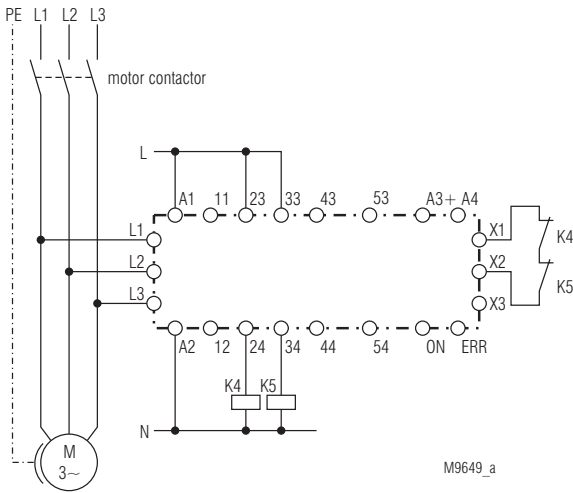 PE L1 L2 L3
motor contactor
L
A1 11 23 33 43 53 A3+ A4
L1 X1
K4
L2 X2
K5
L3 X3
A2 12 24 34 44 54 ON ERR
K4 K5
N
M
3~
M9649_a